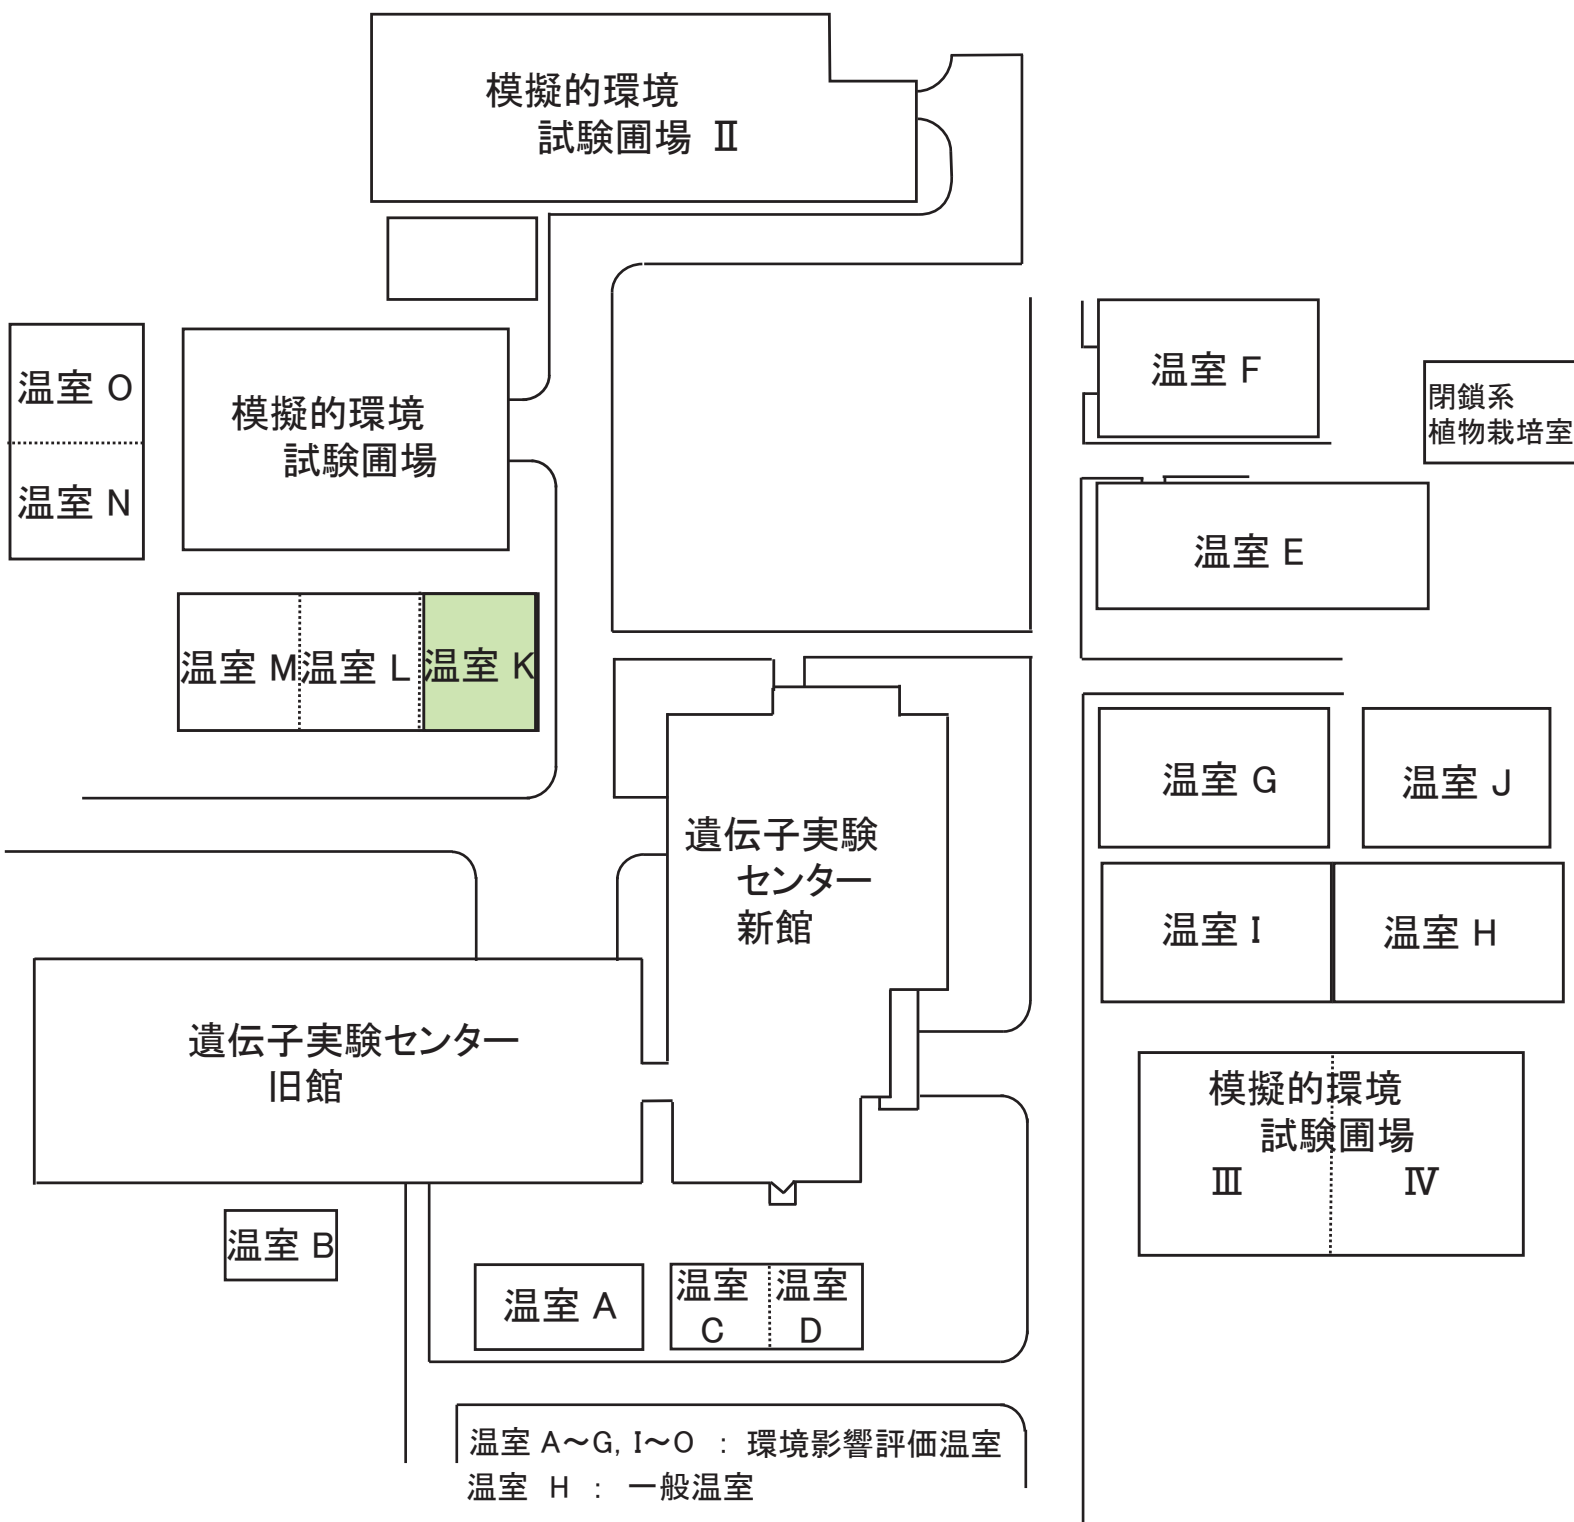 模擬的環境
試験圃場 Ⅱ
温室 O
温室 N
模擬的環境
試験圃場
温室 F
閉鎖系
植物栽培室
温室 E
温室 M
温室 L
温室 K
温室 G
温室 J
遺伝子実験
センター
新館
温室 I
温室 H
遺伝子実験センター
旧館
模擬的環境
試験圃場
Ⅲ Ⅳ
温室 B
温室 A
温室
C
温室
D
温室 A～G, I～O ： 環境影響評価温室
温室 H ： 一般温室